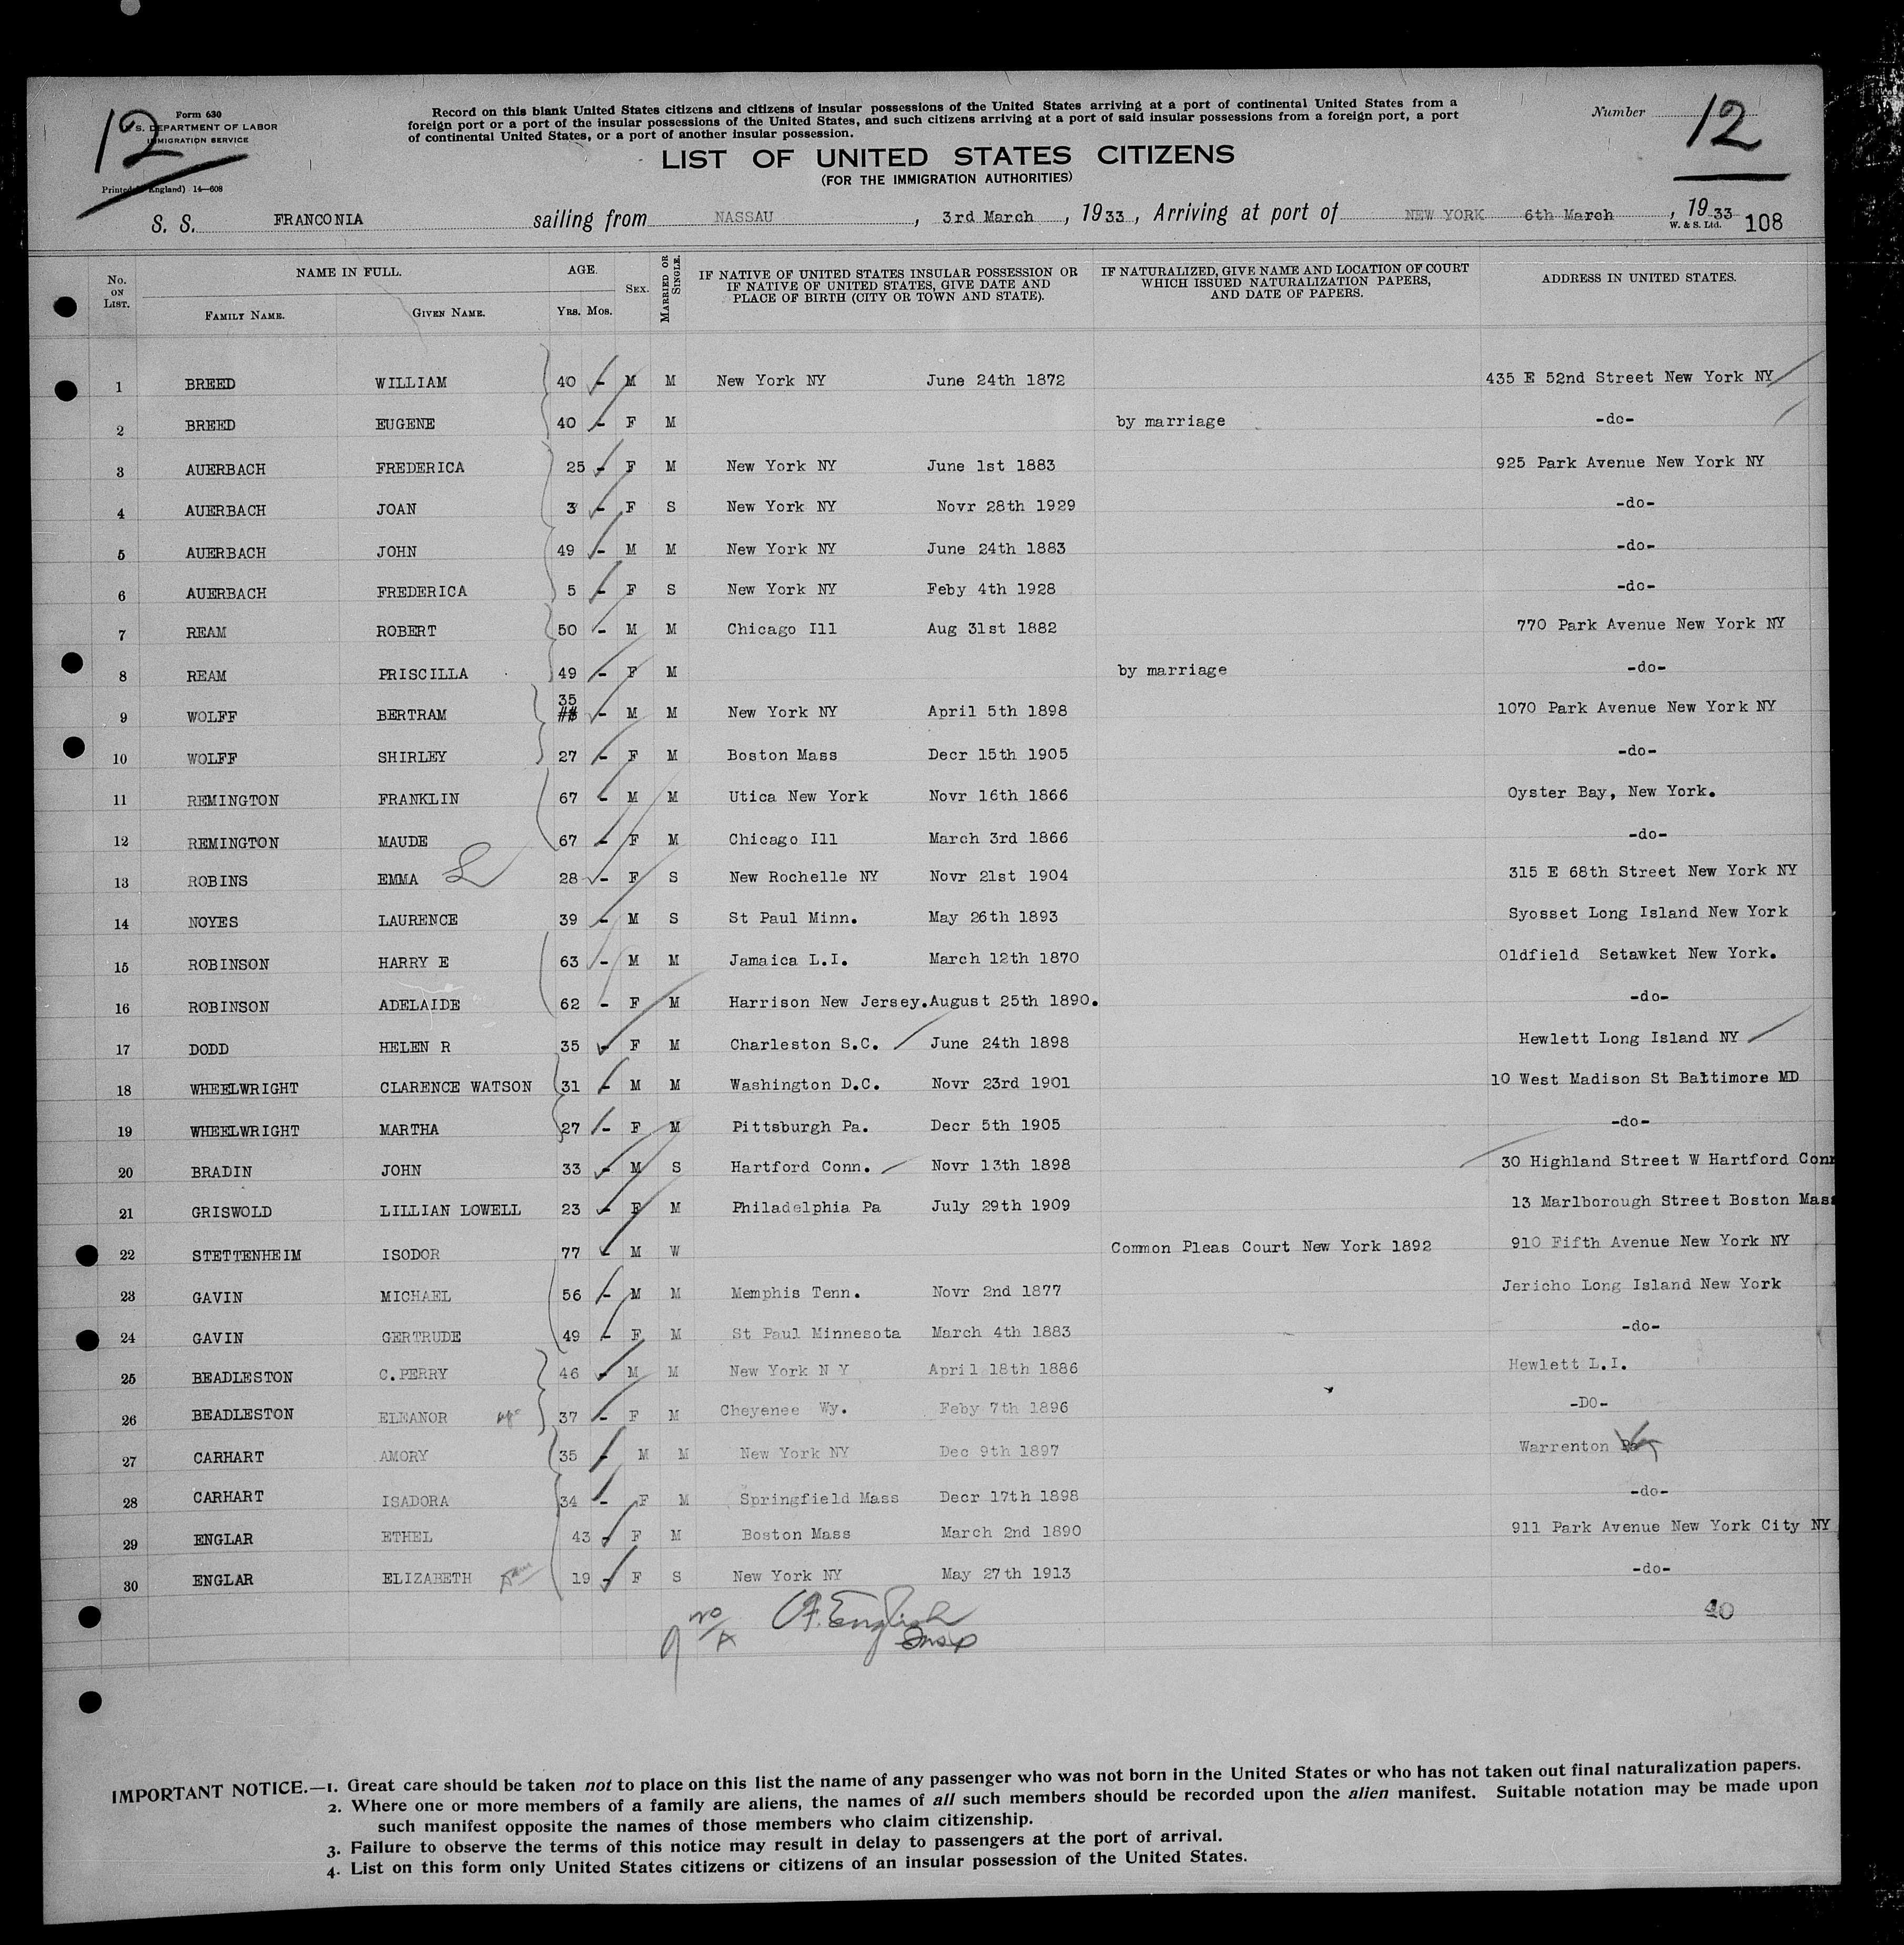 12
Form 630
U. S. DEPARTMENT OF LABOR
IMMIGRATION SERVICE
Printed (in England) 14—608
Record on this blank United States citizens and citizens of insular possessions of the United States arriving at a port of continental United States from a
foreign port or a port of the insular possessions of the United States, and such citizens arriving at a port of said insular possessions from a foreign port, a port
of continental United States, or a port of another insular possession.
Number 12
LIST OF UNITED STATES CITIZENS
(FOR THE IMMIGRATION AUTHORITIES)
S. S. FRANCONIA sailing from NASSAU, 3rd March, 1933, Arriving at port of NEW YORK 6th March, 1933
W. & S. Ltd. 108
No. ON LIST. NAME IN FULL. FAMILY NAME. GIVEN NAME. AGE. YRS. MOS. SEX. MARRIED OR SINGLE. IF NATIVE OF UNITED STATES INSULAR POSSESSION OR IF NATIVE OF UNITED STATES, GIVE DATE AND PLACE OF BIRTH (CITY OR TOWN AND STATE). IF NATURALIZED, GIVE NAME AND LOCATION OF COURT WHICH ISSUED NATURALIZATION PAPERS, AND DATE OF PAPERS. ADDRESS IN UNITED STATES.
1 BREED WILLIAM 40 - M M New York NY June 24th 1872 435 E 52nd Street New York NY
2 BREED EUGENE 40 - F M by marriage -do-
3 AUERBACH FREDERICA 25 - F M New York NY June 1st 1883 925 Park Avenue New York NY
4 AUERBACH JOAN 3 - F S New York NY Novr 28th 1929 -do-
5 AUERBACH JOHN 49 - M M New York NY June 24th 1883 -do-
6 AUERBACH FREDERICA 5 - F S New York NY Feby 4th 1928 -do-
7 REAM ROBERT 50 - M M Chicago Ill Aug 31st 1882 770 Park Avenue New York NY
8 REAM PRISCILLA 49 - F M by marriage -do-
9 WOLFF BERTRAM 35 - M M New York NY April 5th 1898 1070 Park Avenue New York NY
10 WOLFF SHIRLEY 27 - F M Boston Mass Decr 15th 1905 -do-
11 REMINGTON FRANKLIN 67 - M M Utica New York Novr 16th 1866 Oyster Bay, New York.
12 REMINGTON MAUDE 67 - F M Chicago Ill March 3rd 1866 -do-
13 ROBINS EMMA L 28 - F S New Rochelle NY Novr 21st 1904 315 E 68th Street New York NY
14 NOYES LAURENCE 39 - M S St Paul Minn. May 26th 1893 Syosset Long Island New York
15 ROBINSON HARRY E 63 - M M Jamaica L.I. March 12th 1870 Oldfield Setawket New York.
16 ROBINSON ADELAIDE 62 - F M Harrison New Jersey. August 25th 1890. -do-
17 DODD HELEN R 35 - F M Charleston S.C. June 24th 1898 Hewlett Long Island NY
18 WHEELWRIGHT CLARENCE WATSON 31 - M M Washington D.C. Novr 23rd 1901 10 West Madison St Baltimore MD
19 WHEELWRIGHT MARTHA 27 - F M Pittsburgh Pa. Decr 5th 1905 -do-
20 BRADIN JOHN 33 - M S Hartford Conn. Novr 13th 1898 30 Highland Street W Hartford Conn
21 GRISWOLD LILLIAN LOWELL 23 - F M Philadelphia Pa July 29th 1909 13 Marlborough Street Boston Mass
22 STETTENHEIM ISODOR 77 - M W Common Pleas Court New York 1892 910 Fifth Avenue New York NY
23 GAVIN MICHAEL 56 - M M Memphis Tenn. Novr 2nd 1877 Jericho Long Island New York
24 GAVIN GERTRUDE 49 - F M St Paul Minnesota March 4th 1883 -do-
25 BEADLESTON C.PERRY 46 - M M New York N Y April 18th 1886 Hewlett L.I.
26 BEADLESTON ELEANOR 37 - F M Cheyenee Wy. Feby 7th 1896 -DO-
27 CARHART AMORY 35 - M M New York NY Dec 9th 1897 Warrenton
28 CARHART ISADORA 34 - F M Springfield Mass Decr 17th 1898 -do-
29 ENGLAR ETHEL 43 - F M Boston Mass March 2nd 1890 911 Park Avenue New York City NY
30 ENGLAR ELIZABETH 19 - F S New York NY May 27th 1913 -do-
English
Insp
IMPORTANT NOTICE.—1. Great care should be taken not to place on this list the name of any passenger who was not born in the United States or who has not taken out final naturalization papers.
2. Where one or more members of a family are aliens, the names of all such members should be recorded upon the alien manifest. Suitable notation may be made upon
such manifest opposite the names of those members who claim citizenship.
3. Failure to observe the terms of this notice may result in delay to passengers at the port of arrival.
4. List on this form only United States citizens or citizens of an insular possession of the United States.